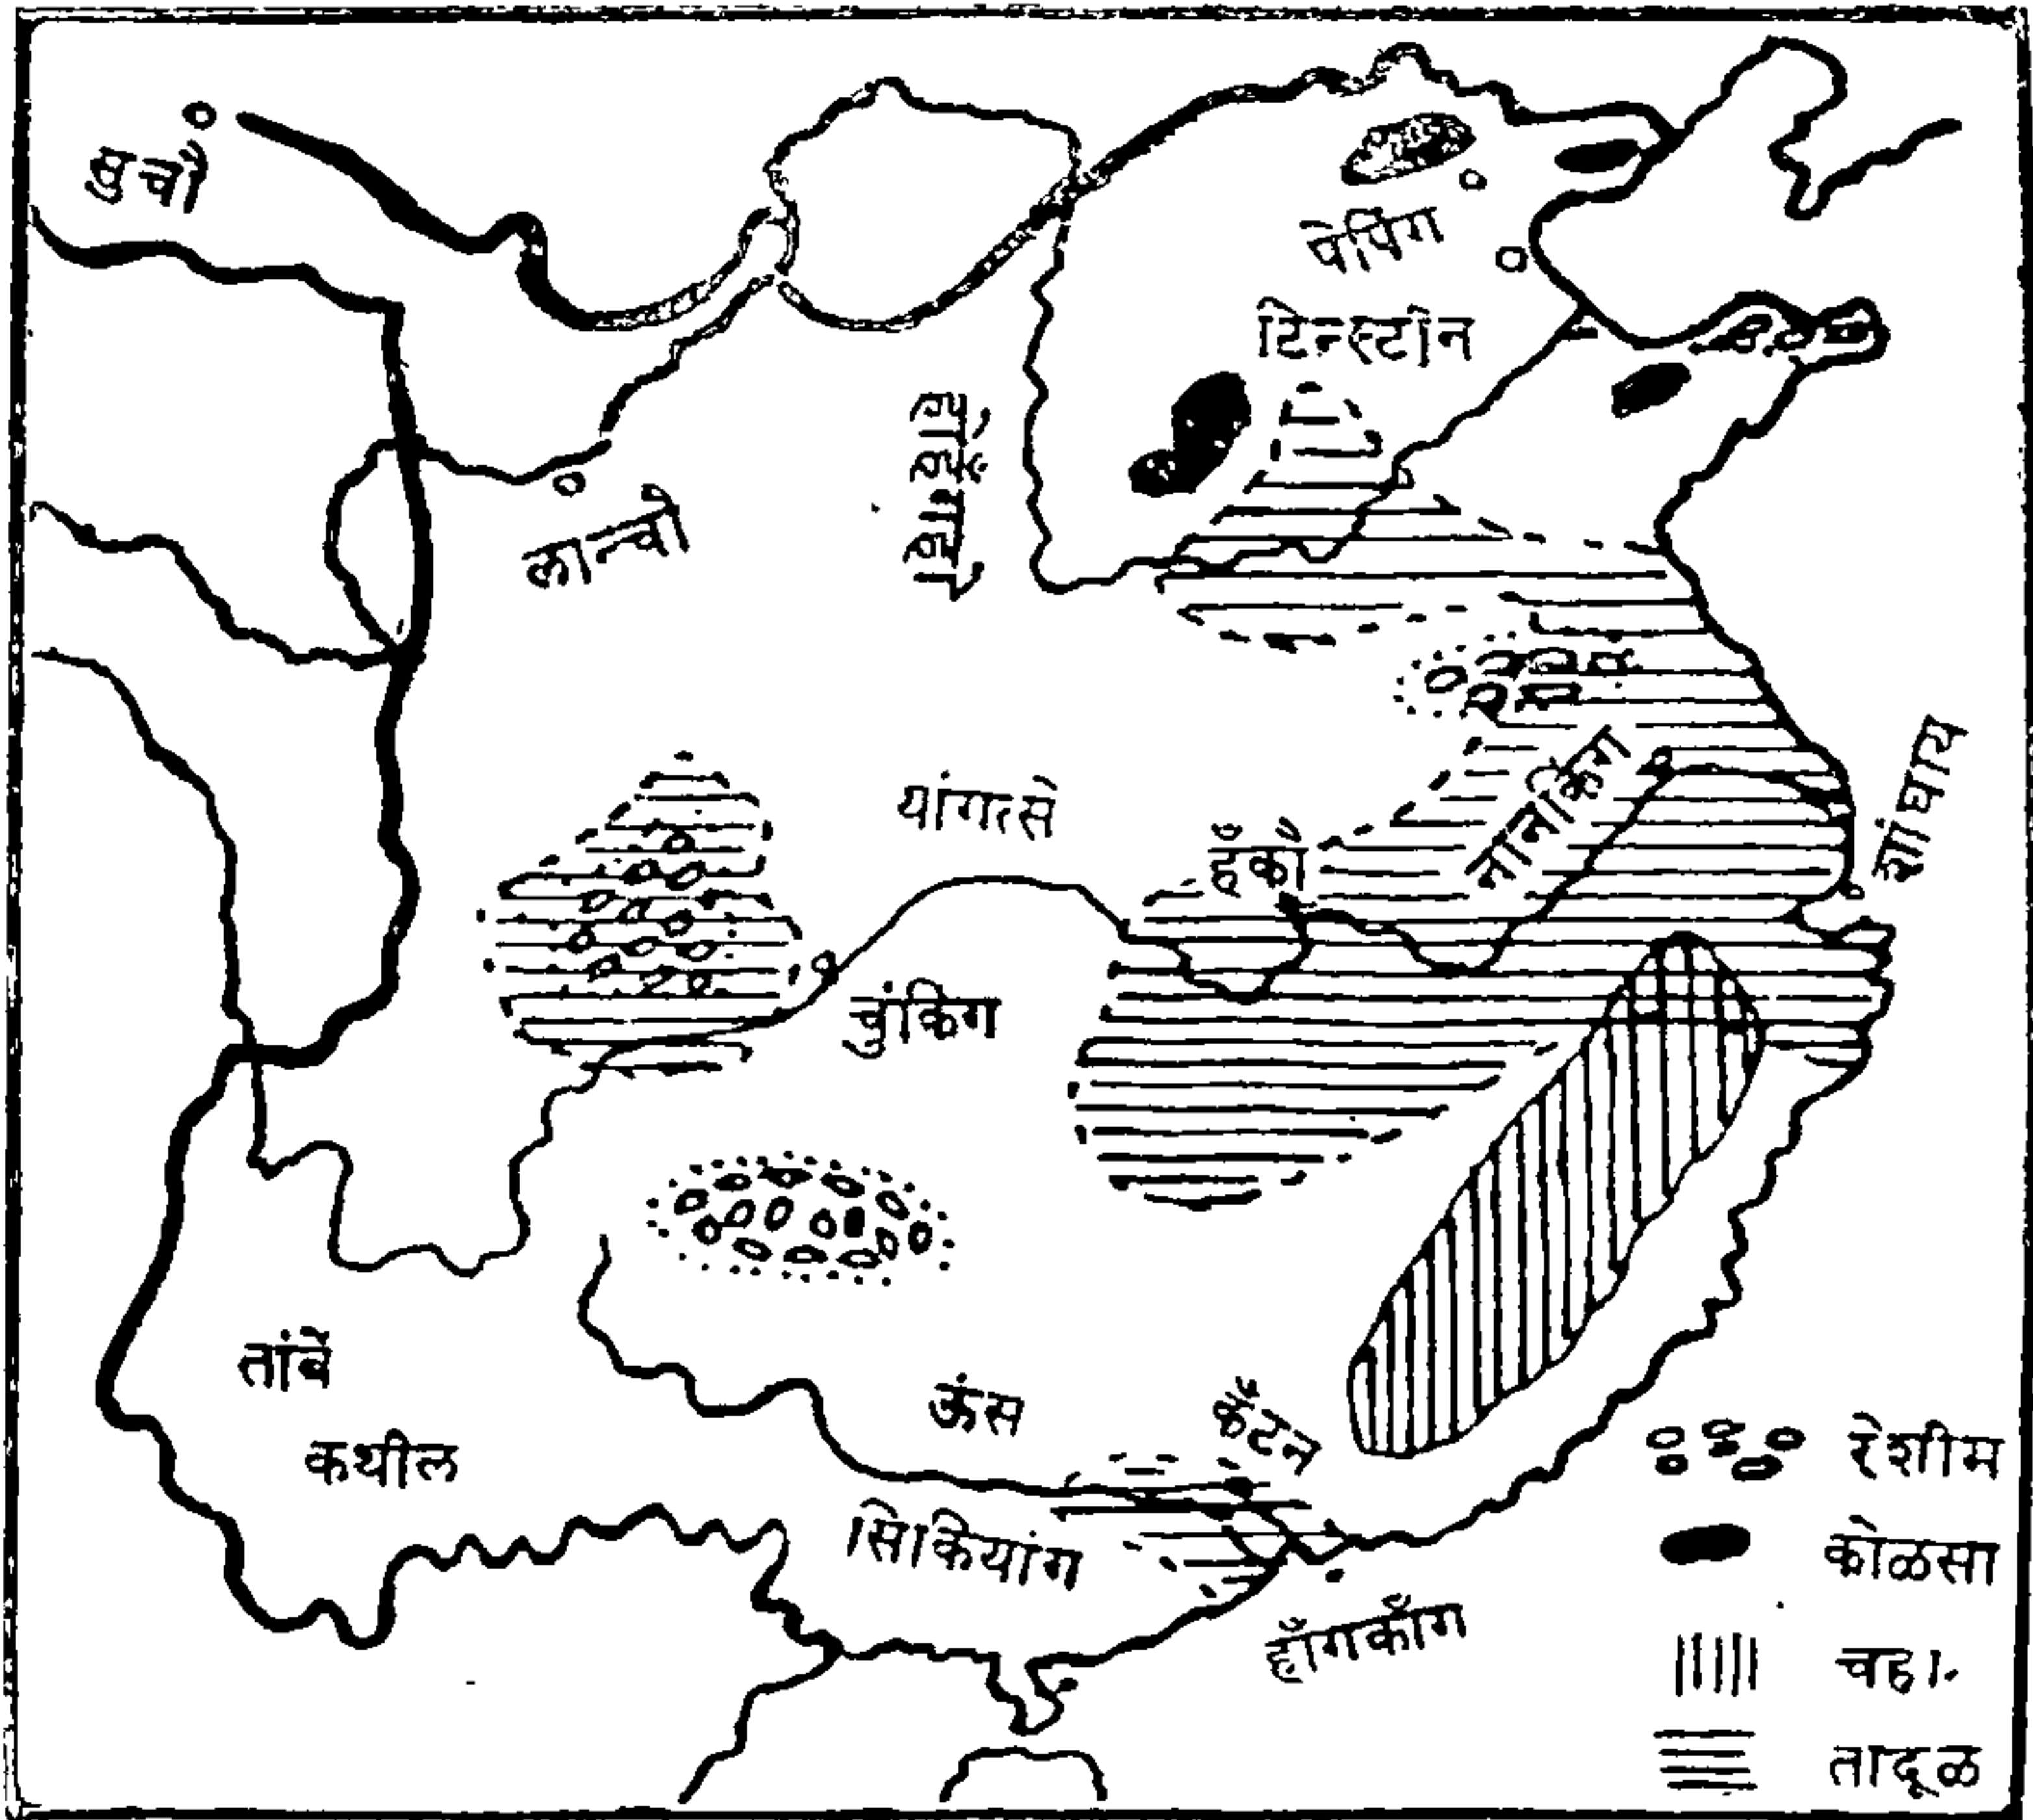 सुचौ
पेपिंग
टिन्स्टीन
व्हांगहो
लान्चो
नानकिंग
शांघाय
यांगत्से
हँकौ
चुंकिंग
तांबे
ऊंस
कँटन
कथील
सिकियांग
हाँगकाँग
रेशीम
कोळसा
चहा
तादूळ